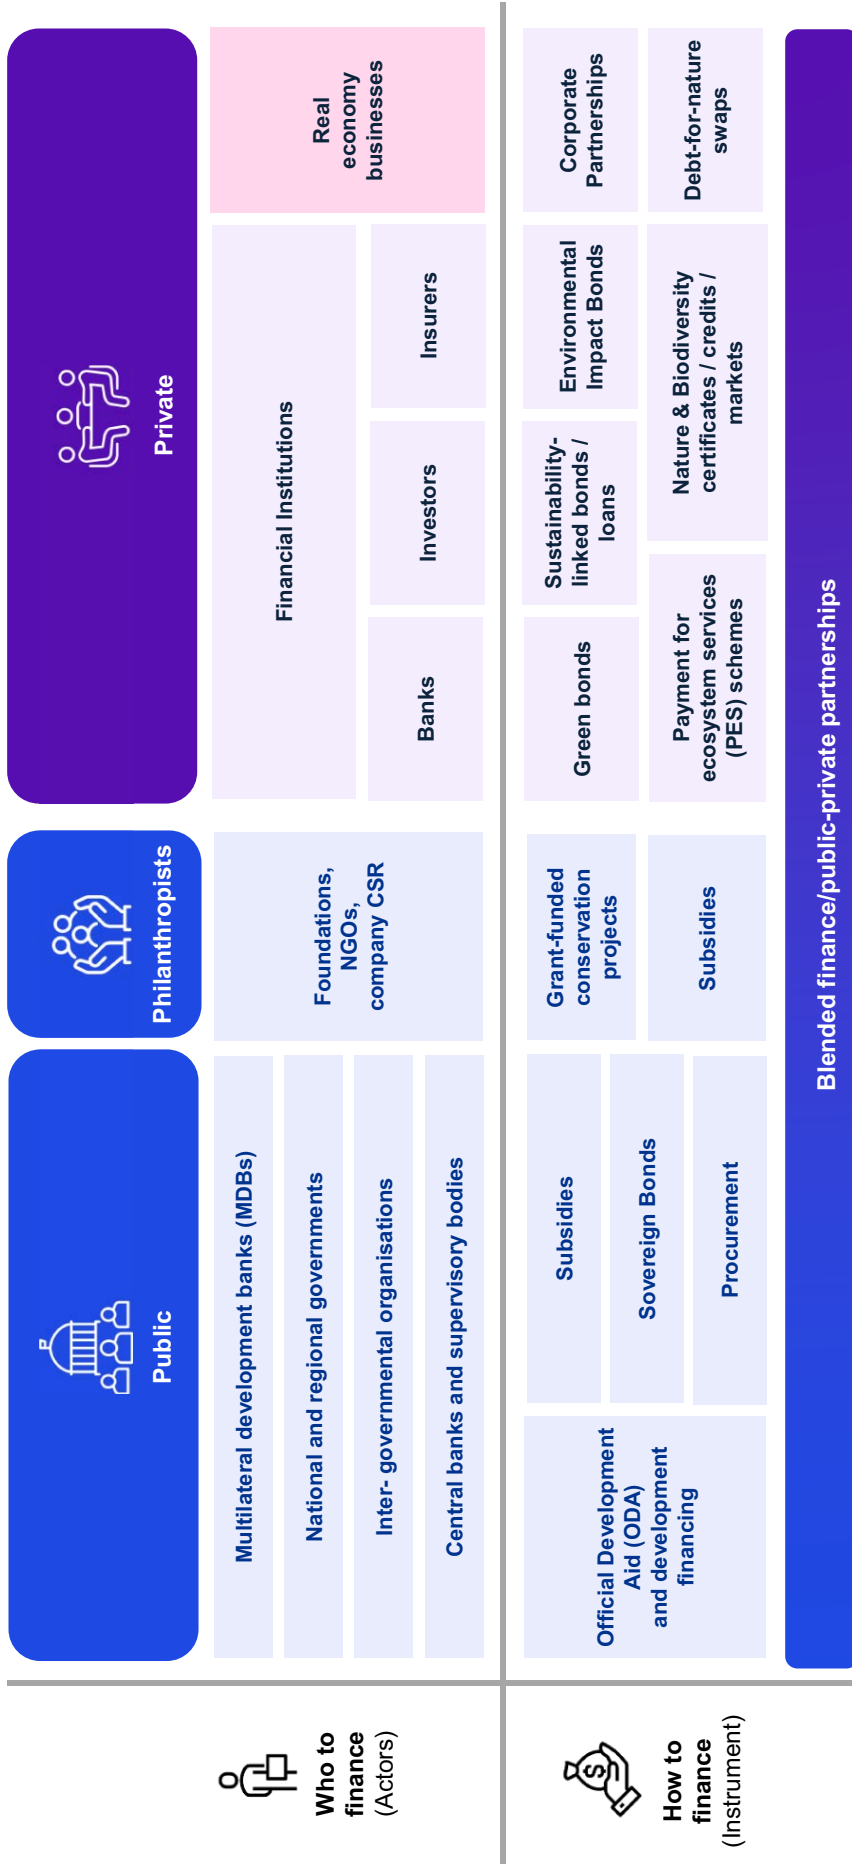 Public
Philanthropists
Private
Who to
finance
(Actors)
Multilateral development banks (MDBs)
National and regional governments
Inter- governmental organisations
Central banks and supervisory bodies
Foundations,
NGOs,
company CSR
Financial Institutions
Banks
Investors
Insurers
Real
economy
businesses
How to
finance
(Instrument)
Official Development
Aid (ODA)
and development
financing
Subsidies
Sovereign Bonds
Procurement
Grant-funded
conservation
projects
Subsidies
Green bonds
Sustainability-
linked bonds /
loans
Environmental
Impact Bonds
Corporate
Partnerships
Payment for
ecosystem services
(PES) schemes
Nature & Biodiversity
certificates / credits /
markets
Debt-for-nature
swaps
Blended finance/public-private partnerships